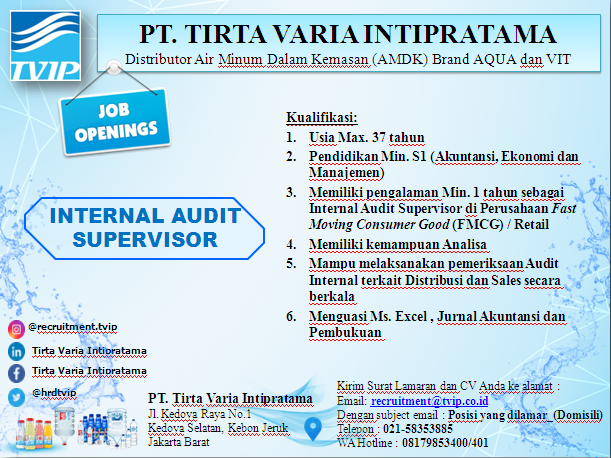 TVIP
PT. TIRTA VARIA INTIPRATAMA
Distributor Air Minum Dalam Kemasan (AMDK) Brand AQUA dan VIT
JOB
OPENINGS
INTERNAL AUDIT
SUPERVISOR
Kualifikasi:
1. Usia Max. 37 tahun
2. Pendidikan Min. S1 (Akuntansi, Ekonomi dan
Manajemen)
3. Memiliki pengalaman Min. 1 tahun sebagai
Internal Audit Supervisor di Perusahaan Fast
Moving Consumer Good (FMCG) / Retail
4. Memiliki kemampuan Analisa
5. Mampu melaksanakan pemeriksaan Audit
Internal terkait Distribusi dan Sales secara
berkala
6. Menguasi Ms. Excel , Jurnal Akuntansi dan
Pembukuan
@recruitment.tvip
Tirta Varia Intipratama
Tirta Varia Intipratama
@hrdtvip
PT. Tirta Varia Intipratama
Jl. Kedoya Raya No.1
Kedoya Selatan, Kebon Jeruk
Jakarta Barat
Kirim Surat Lamaran dan CV Anda ke alamat :
Email: recruitment@tvip.co.id
Dengan subject email : Posisi yang dilamar_(Domisili)
Telepon : 021-58353885
WA Hotline : 08179853400/401